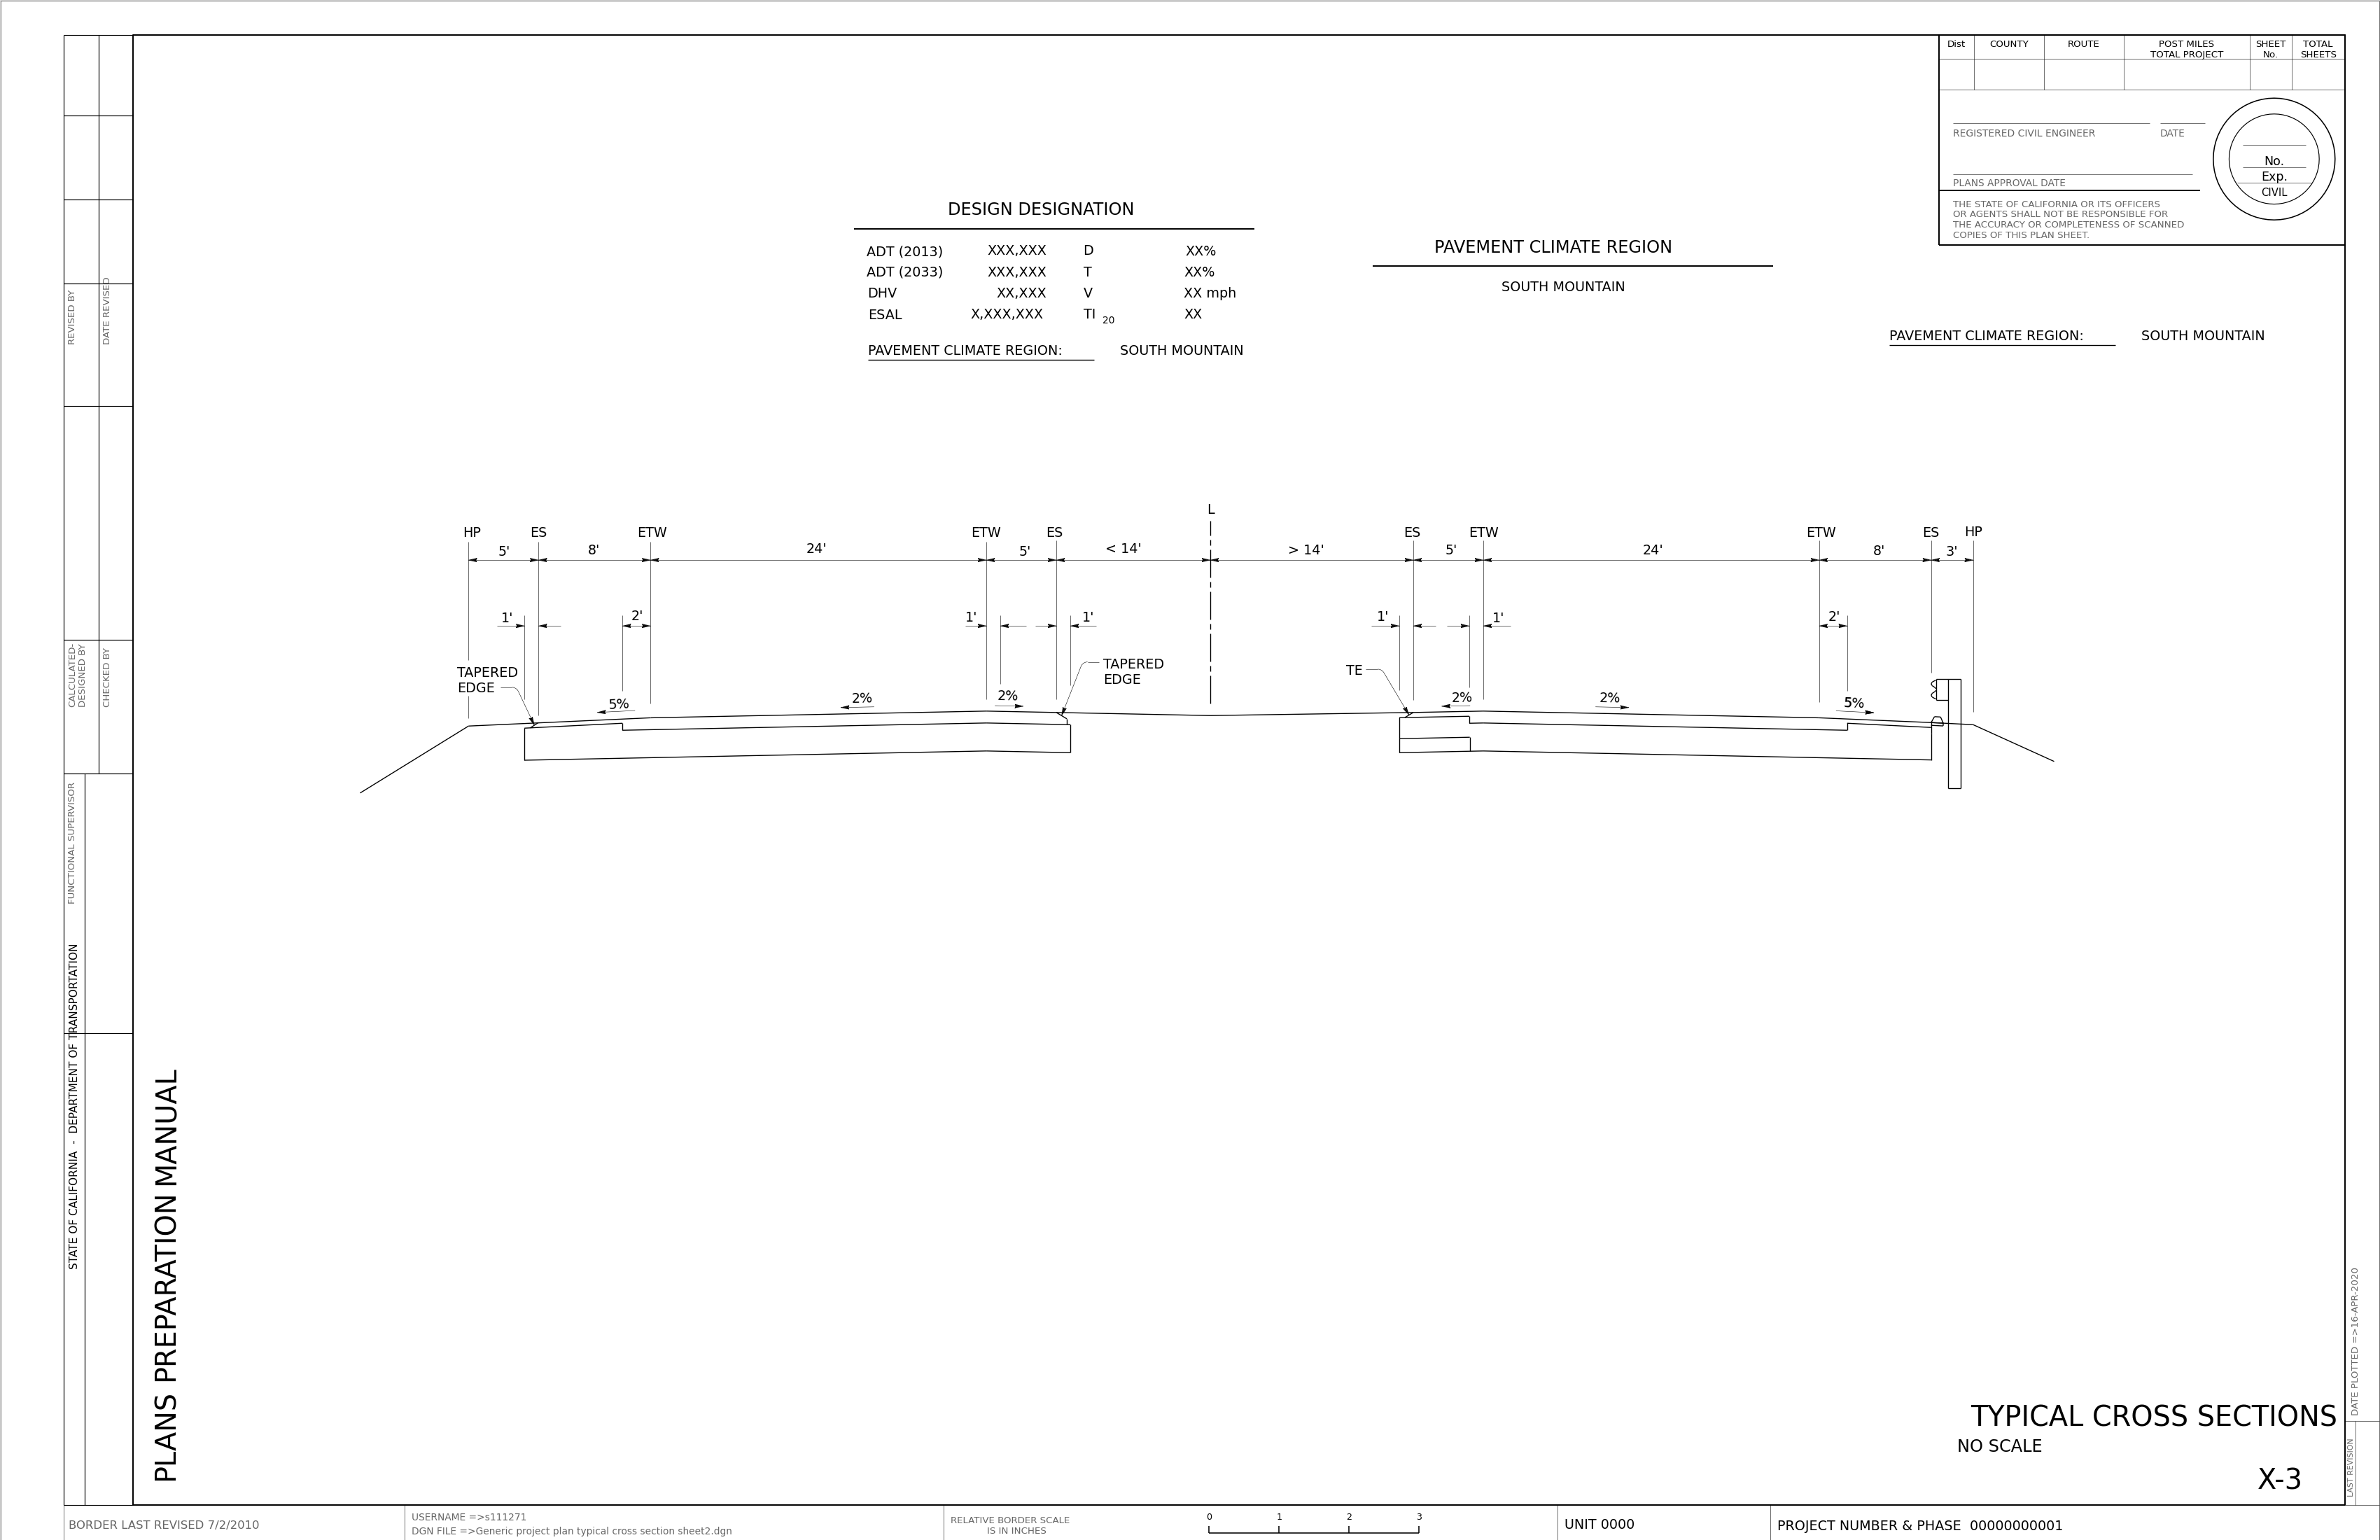 Dist COUNTY ROUTE POST MILES TOTAL PROJECT SHEET No. TOTAL SHEETS
REGISTERED CIVIL ENGINEER DATE
PLANS APPROVAL DATE
No.
Exp.
CIVIL
THE STATE OF CALIFORNIA OR ITS OFFICERS
OR AGENTS SHALL NOT BE RESPONSIBLE FOR
THE ACCURACY OR COMPLETENESS OF SCANNED
COPIES OF THIS PLAN SHEET.
DESIGN DESIGNATION
ADT (2013) XXX,XXX D XX%
ADT (2033) XXX,XXX T XX%
DHV XX,XXX V XX mph
ESAL X,XXX,XXX TI 20 XX
PAVEMENT CLIMATE REGION: SOUTH MOUNTAIN
PAVEMENT CLIMATE REGION
SOUTH MOUNTAIN
PAVEMENT CLIMATE REGION: SOUTH MOUNTAIN
L
HP ES ETW ETW ES ES ETW ETW ES HP
5' 8' 24' 5' < 14' > 14' 5' 24' 8' 3'
1' 2' 1' 1' 1' 1' 2'
TAPERED
EDGE
TAPERED
EDGE
TE
5% 2% 2% 2% 2% 5%
REVISED BY
DATE REVISED
CALCULATED-
DESIGNED BY
CHECKED BY
FUNCTIONAL SUPERVISOR
STATE OF CALIFORNIA - DEPARTMENT OF TRANSPORTATION
PLANS PREPARATION MANUAL
TYPICAL CROSS SECTIONS
NO SCALE
X-3
DATE PLOTTED =>16-APR-2020
LAST REVISION
BORDER LAST REVISED 7/2/2010
USERNAME =>s111271
DGN FILE =>Generic project plan typical cross section sheet2.dgn
RELATIVE BORDER SCALE
IS IN INCHES
0 1 2 3
UNIT 0000
PROJECT NUMBER & PHASE 00000000001